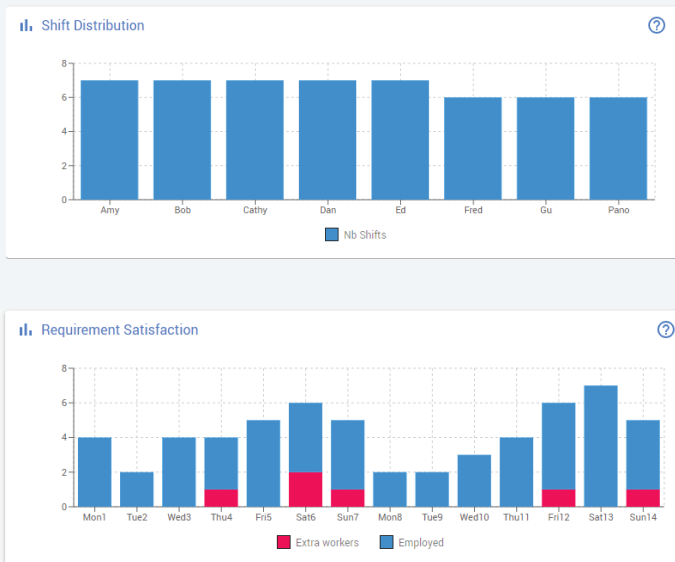 Shift Distribution
8
6
4
2
0
Amy Bob Cathy Dan Ed Fred Gu Pano
Nb Shifts
Requirement Satisfaction
8
6
4
2
0
Mon1 Tue2 Wed3 Thu4 Fri5 Sat6 Sun7 Mon8 Tue9 Wed10 Thu11 Fri12 Sat13 Sun14
Extra workers Employed